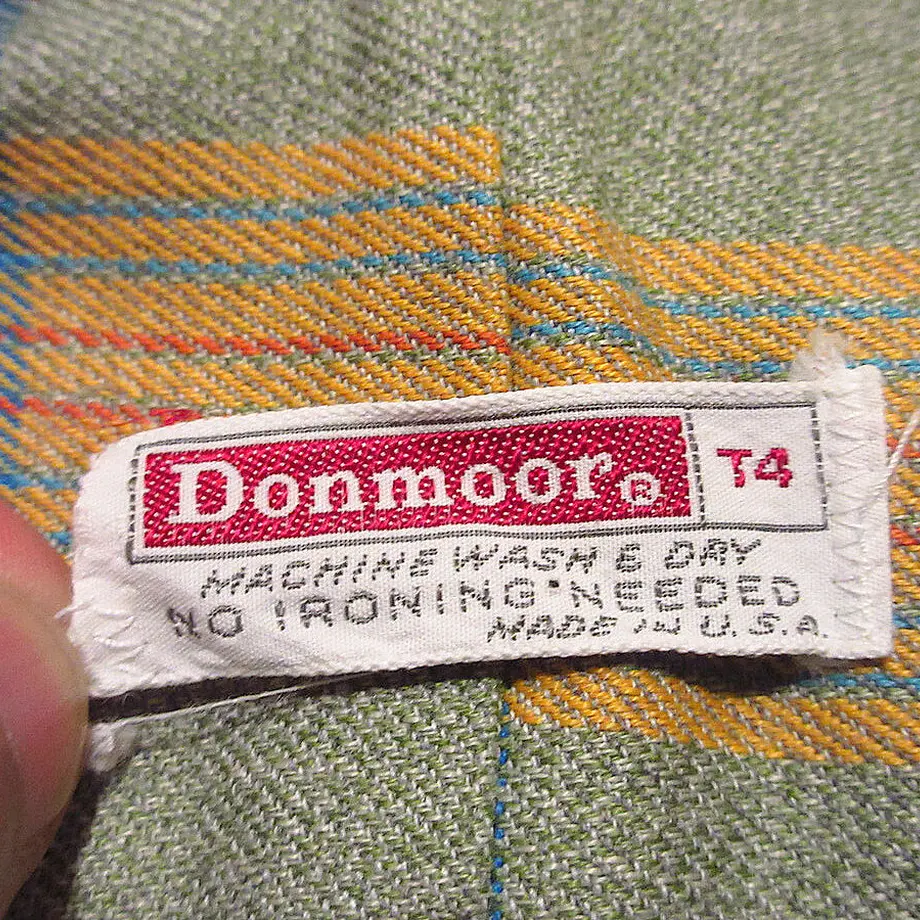 Donmoor® T4
MACHINE WASH & DRY
NO IRONING NEEDED
MADE IN U.S.A.